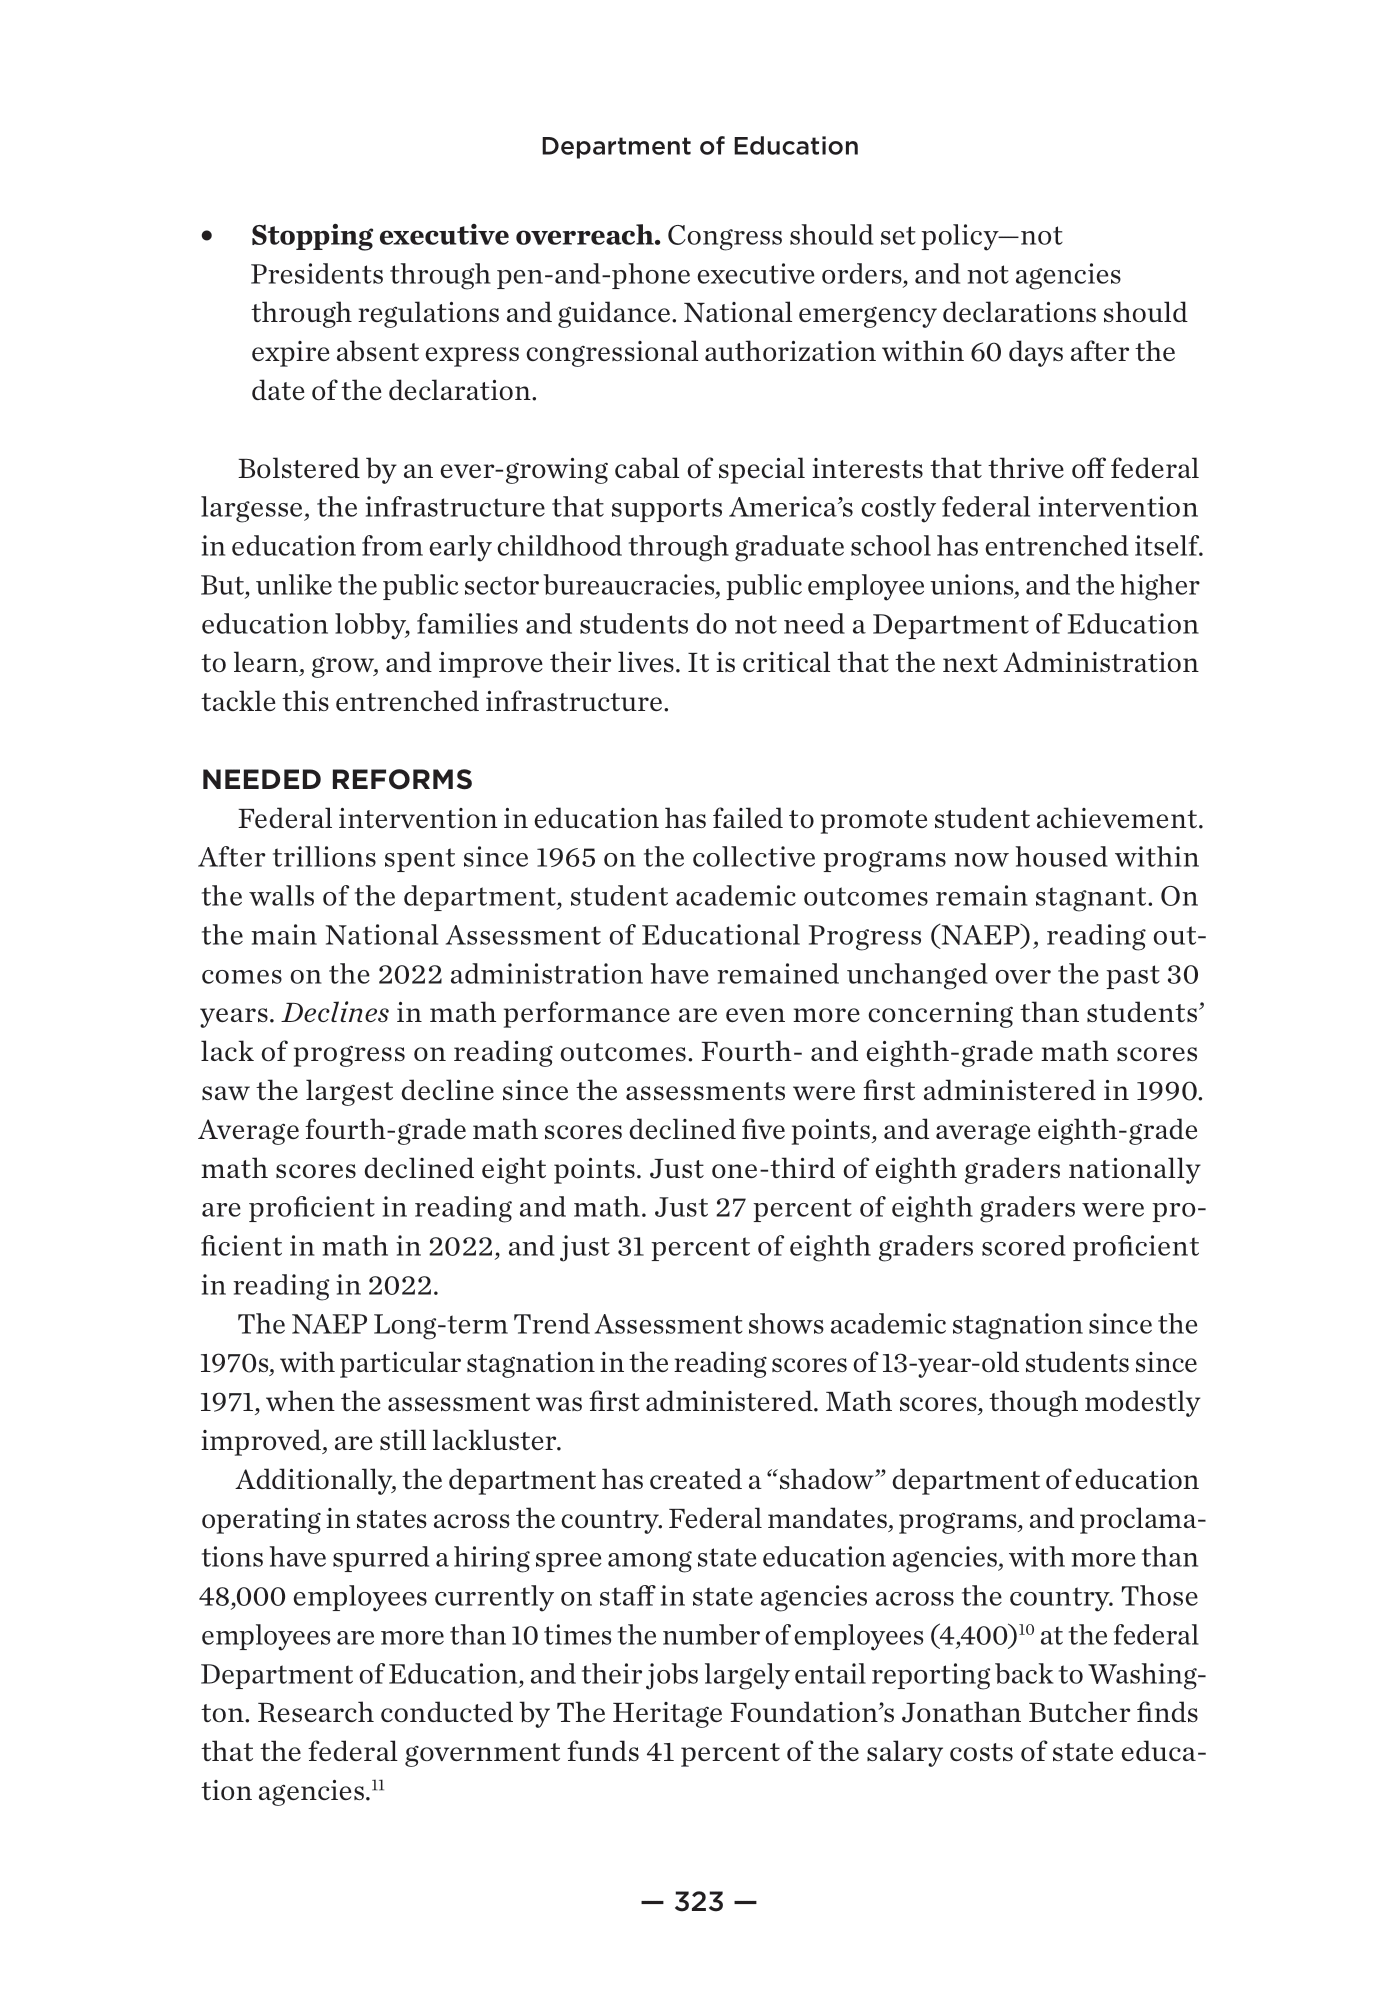 Department of Education
• Stopping executive overreach. Congress should set policy—not
Presidents through pen-and-phone executive orders, and not agencies
through regulations and guidance. National emergency declarations should
expire absent express congressional authorization within 60 days after the
date of the declaration.
Bolstered by an ever-growing cabal of special interests that thrive off federal
largesse, the infrastructure that supports America’s costly federal intervention
in education from early childhood through graduate school has entrenched itself.
But, unlike the public sector bureaucracies, public employee unions, and the higher
education lobby, families and students do not need a Department of Education
to learn, grow, and improve their lives. It is critical that the next Administration
tackle this entrenched infrastructure.
NEEDED REFORMS
Federal intervention in education has failed to promote student achievement.
After trillions spent since 1965 on the collective programs now housed within
the walls of the department, student academic outcomes remain stagnant. On
the main National Assessment of Educational Progress (NAEP), reading out-
comes on the 2022 administration have remained unchanged over the past 30
years. Declines in math performance are even more concerning than students’
lack of progress on reading outcomes. Fourth- and eighth-grade math scores
saw the largest decline since the assessments were first administered in 1990.
Average fourth-grade math scores declined five points, and average eighth-grade
math scores declined eight points. Just one-third of eighth graders nationally
are proficient in reading and math. Just 27 percent of eighth graders were pro-
ficient in math in 2022, and just 31 percent of eighth graders scored proficient
in reading in 2022.
The NAEP Long-term Trend Assessment shows academic stagnation since the
1970s, with particular stagnation in the reading scores of 13-year-old students since
1971, when the assessment was first administered. Math scores, though modestly
improved, are still lackluster.
Additionally, the department has created a “shadow” department of education
operating in states across the country. Federal mandates, programs, and proclama-
tions have spurred a hiring spree among state education agencies, with more than
48,000 employees currently on staff in state agencies across the country. Those
employees are more than 10 times the number of employees (4,400)¹⁰ at the federal
Department of Education, and their jobs largely entail reporting back to Washing-
ton. Research conducted by The Heritage Foundation’s Jonathan Butcher finds
that the federal government funds 41 percent of the salary costs of state educa-
tion agencies.¹¹
— 323 —